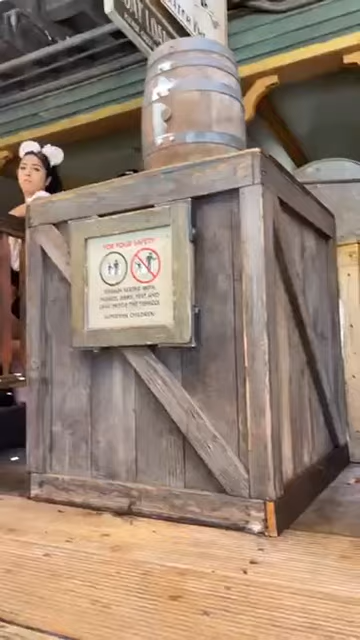 FOR YOUR SAFETY
REMAIN SEATED WITH
HANDS, ARMS, FEET AND
LEGS INSIDE THE VEHICLE
SUPERVISE CHILDREN